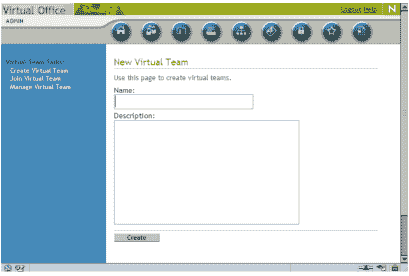 Virtual Office
Logout Help
N
ADMIN
Virtual Team Tasks:
Create Virtual Team
Join Virtual Team
Manage Virtual Team
New Virtual Team
Use this page to create virtual teams.
Name:
Description:
Create